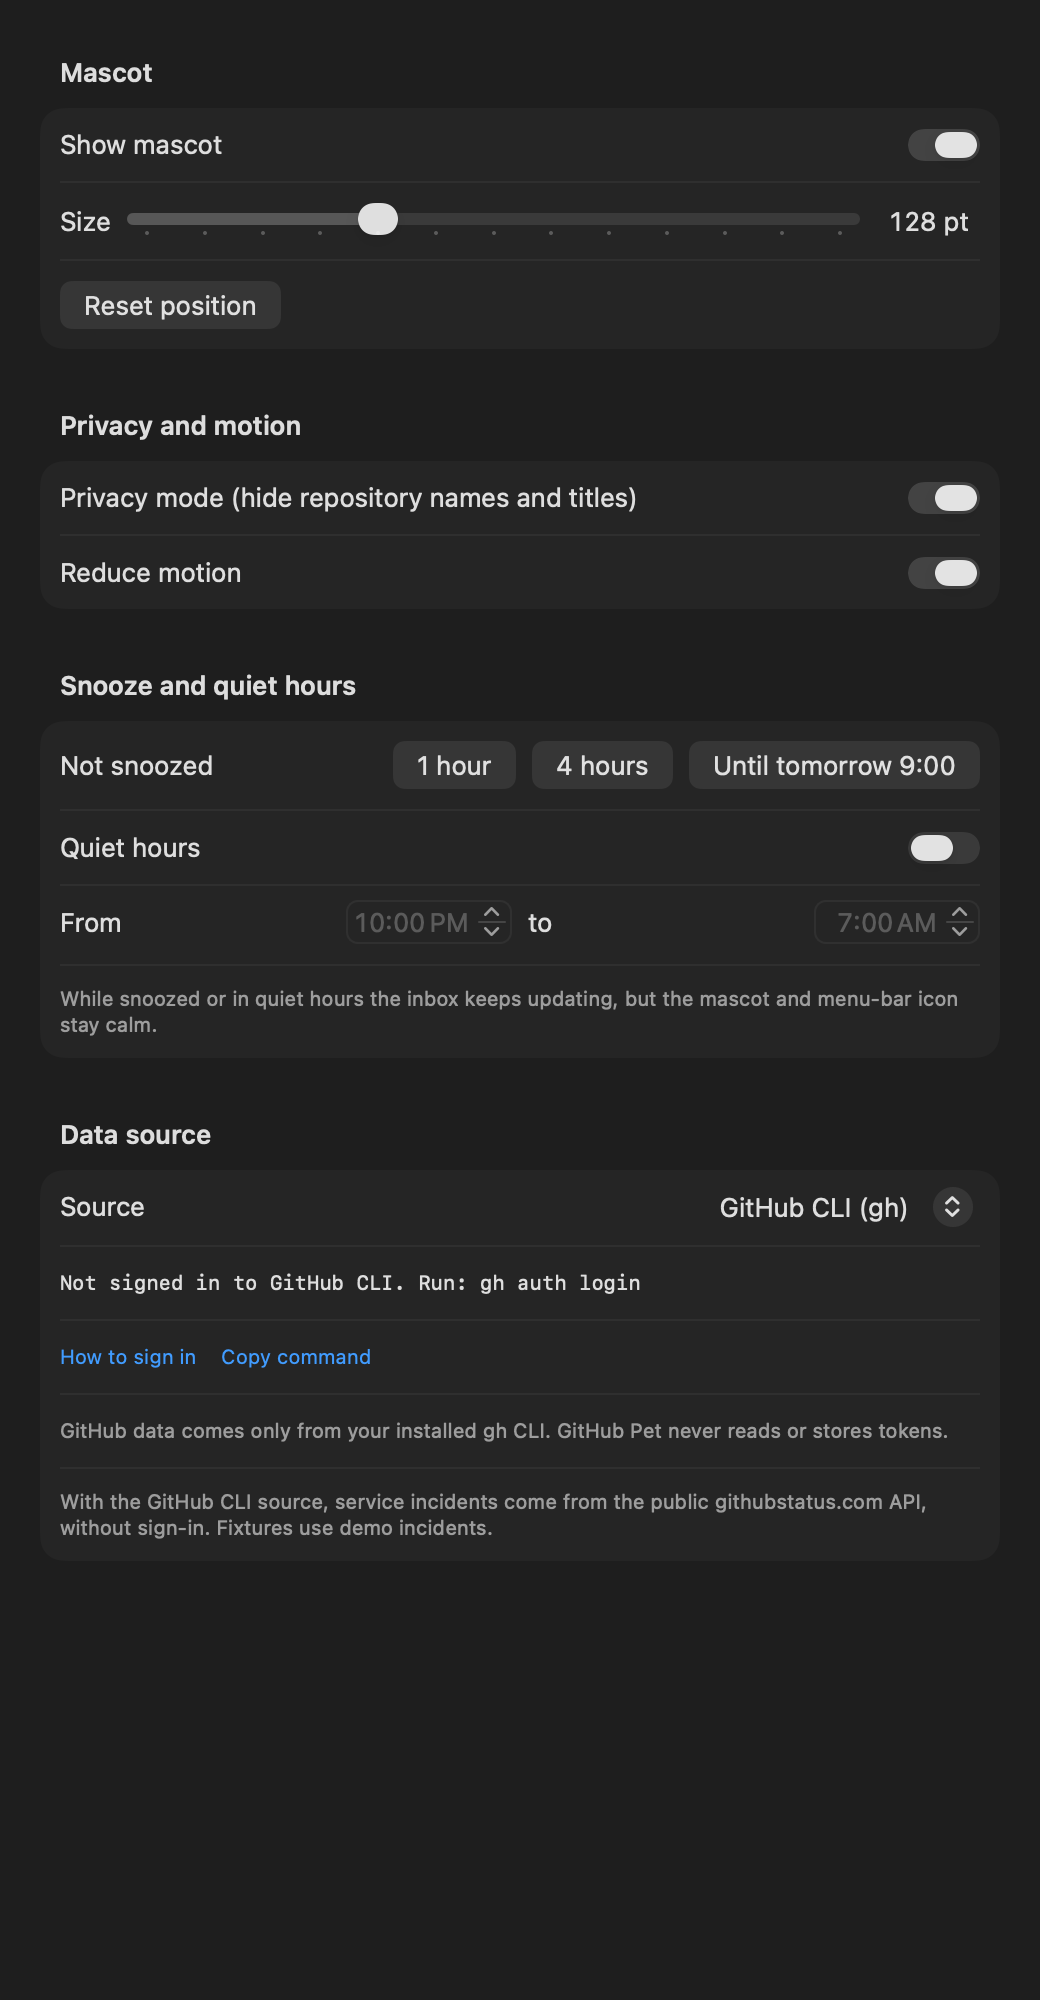 Mascot
Show mascot
Size 128 pt
Reset position
Privacy and motion
Privacy mode (hide repository names and titles)
Reduce motion
Snooze and quiet hours
Not snoozed 1 hour 4 hours Until tomorrow 9:00
Quiet hours
From 10:00 PM to 7:00 AM
While snoozed or in quiet hours the inbox keeps updating, but the mascot and menu-bar icon
stay calm.
Data source
Source GitHub CLI (gh)
Not signed in to GitHub CLI. Run: gh auth login
How to sign in Copy command
GitHub data comes only from your installed gh CLI. GitHub Pet never reads or stores tokens.
With the GitHub CLI source, service incidents come from the public githubstatus.com API,
without sign-in. Fixtures use demo incidents.